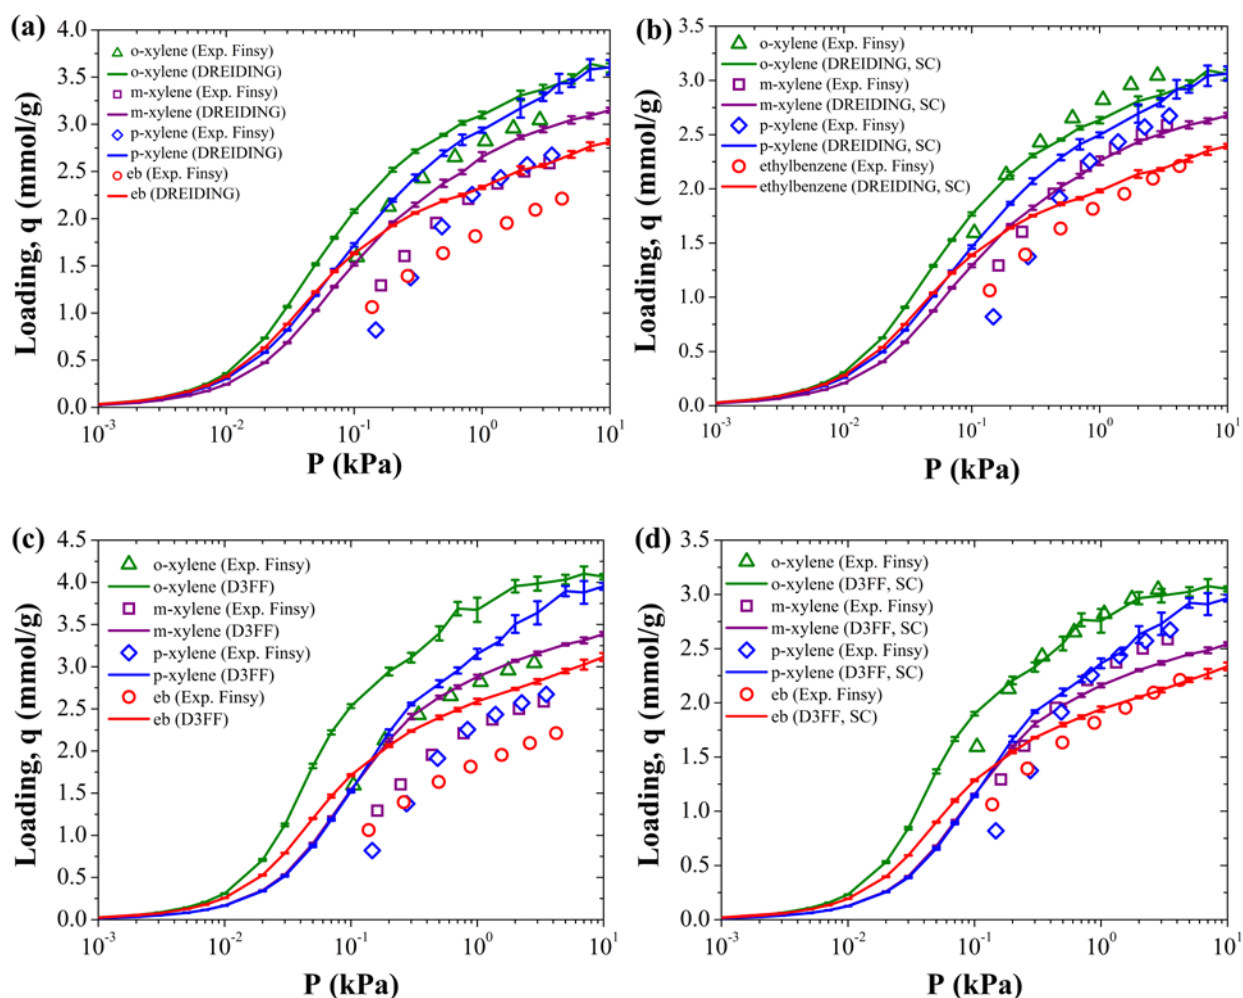 (a)
4.0
3.5
3.0
2.5
2.0
1.5
1.0
0.5
0.0
Loading, q (mmol/g)
o-xylene (Exp. Finsy)
o-xylene (DREIDING)
m-xylene (Exp. Finsy)
m-xylene (DREIDING)
p-xylene (Exp. Finsy)
p-xylene (DREIDING)
eb (Exp. Finsy)
eb (DREIDING)
10-3
10-2
10-1
100
101
P (kPa)
(b)
3.5
3.0
2.5
2.0
1.5
1.0
0.5
0.0
Loading, q (mmol/g)
o-xylene (Exp. Finsy)
o-xylene (DREIDING, SC)
m-xylene (Exp. Finsy)
m-xylene (DREIDING, SC)
p-xylene (Exp. Finsy)
p-xylene (DREIDING, SC)
ethylbenzene (Exp. Finsy)
ethylbenzene (DREIDING, SC)
10-3
10-2
10-1
100
101
P (kPa)
(c)
4.5
4.0
3.5
3.0
2.5
2.0
1.5
1.0
0.5
0.0
Loading, q (mmol/g)
o-xylene (Exp. Finsy)
o-xylene (D3FF)
m-xylene (Exp. Finsy)
m-xylene (D3FF)
p-xylene (Exp. Finsy)
p-xylene (D3FF)
eb (Exp. Finsy)
eb (D3FF)
10-3
10-2
10-1
100
101
P (kPa)
(d)
3.5
3.0
2.5
2.0
1.5
1.0
0.5
0.0
Loading, q (mmol/g)
o-xylene (Exp. Finsy)
o-xylene (D3FF, SC)
m-xylene (Exp. Finsy)
m-xylene (D3FF, SC)
p-xylene (Exp. Finsy)
p-xylene (D3FF, SC)
eb (Exp. Finsy)
eb (D3FF, SC)
10-3
10-2
10-1
100
101
P (kPa)